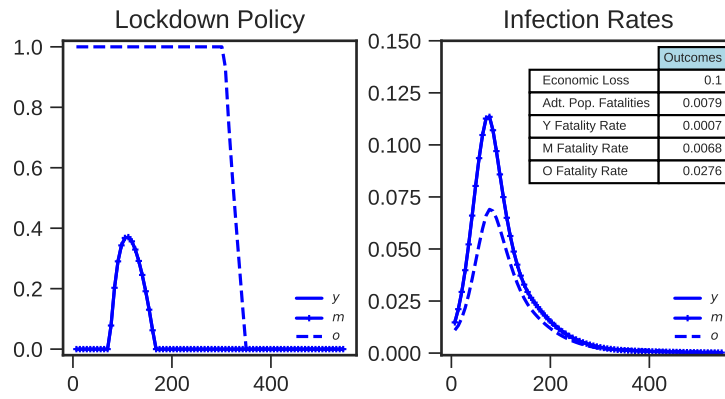 Lockdown Policy
1.0
0.8
0.6
0.4
0.2
0.0
0 200 400
y
m
o
Infection Rates
0.150
0.125
0.100
0.075
0.050
0.025
0.000
0 200 400
Outcomes
Economic Loss 0.1
Adt. Pop. Fatalities 0.0079
Y Fatality Rate 0.0007
M Fatality Rate 0.0068
O Fatality Rate 0.0276
y
m
o